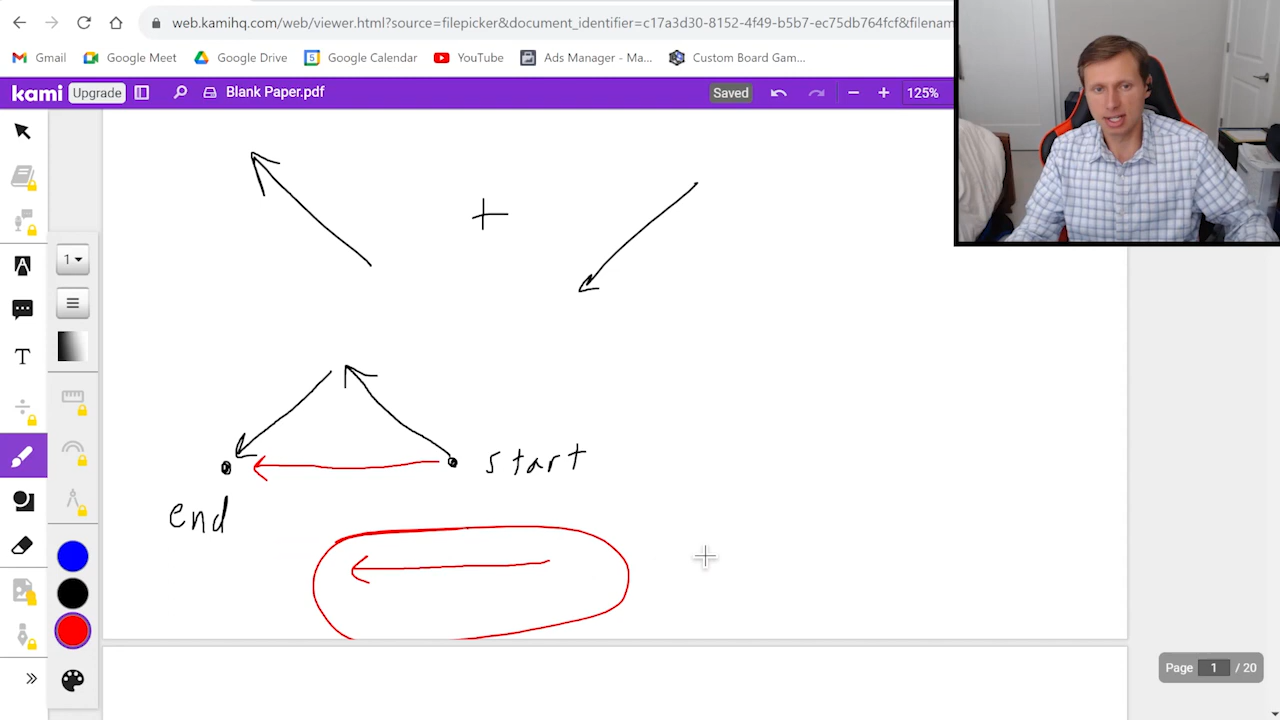 web.kamihq.com/web/viewer.html?source=filepicker&document_identifier=c17a3d30-8152-4f49-b5b7-ec75db764fcf&filenam
Gmail Google Meet Google Drive 5 Google Calendar YouTube Ads Manager - Ma... Custom Board Gam...
kami Upgrade Blank Paper.pdf Saved 125%
+
1
A
T
start
end
Page 1 / 20